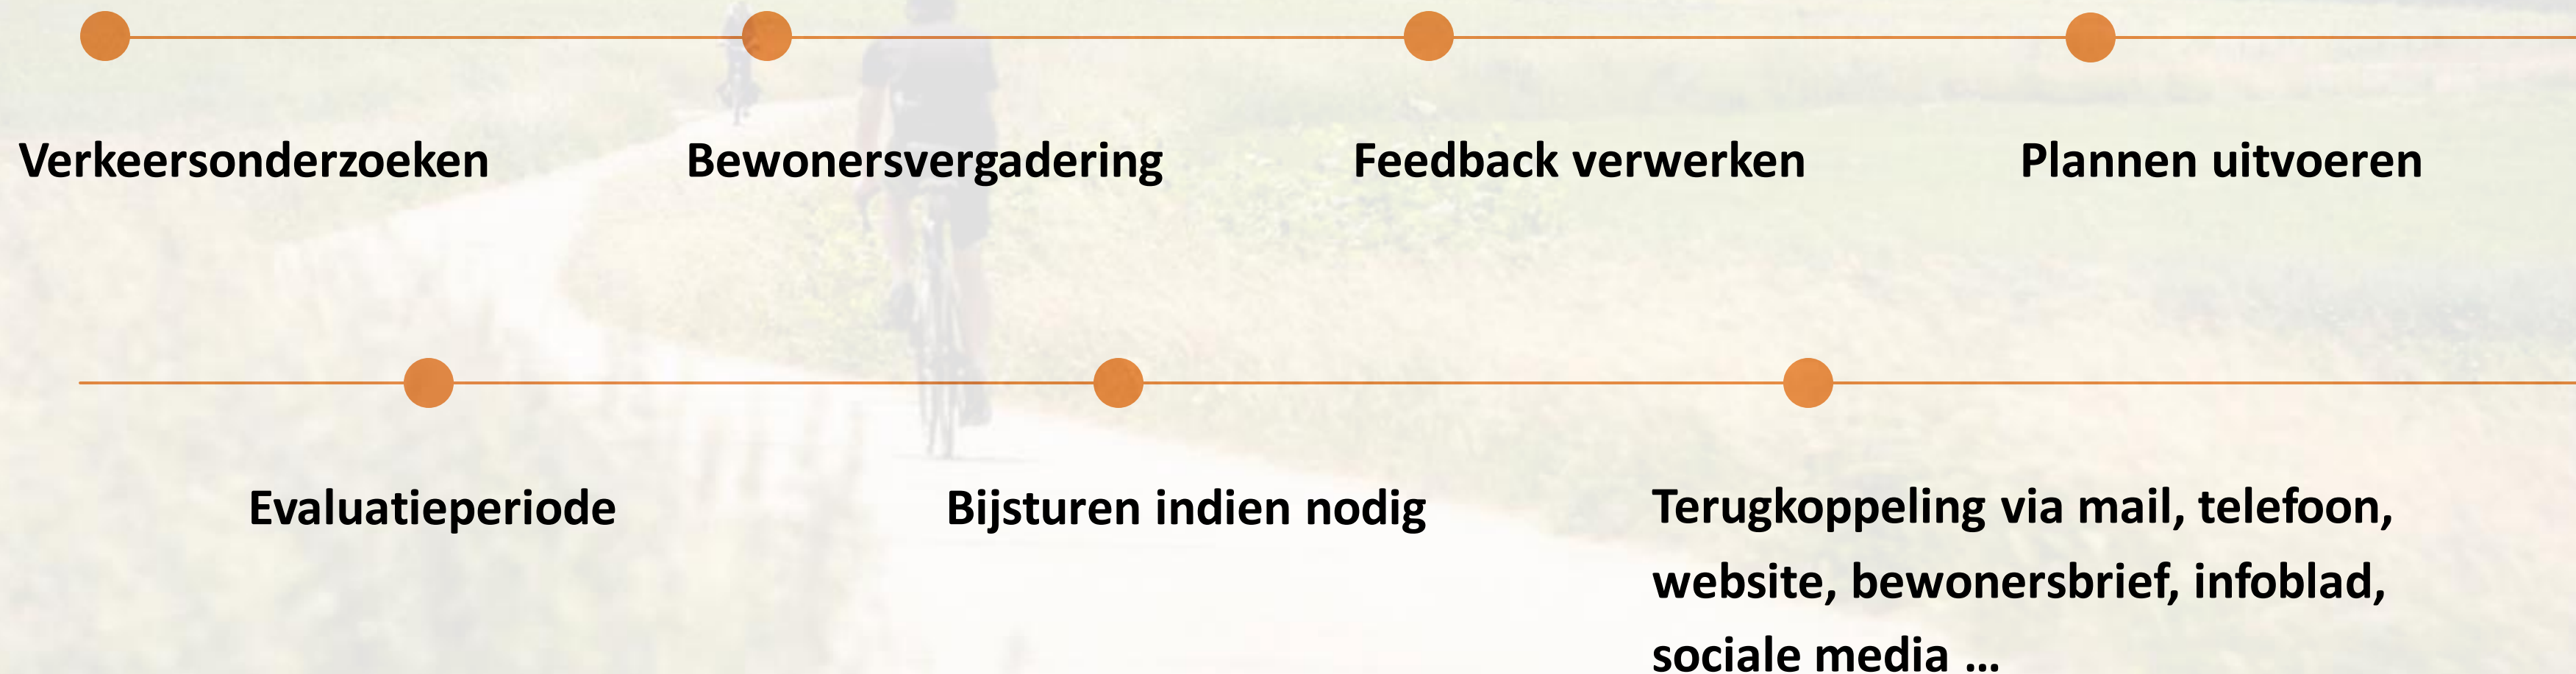 Verkeersonderzoeken
Bewonersvergadering
Feedback verwerken
Plannen uitvoeren
Evaluatieperiode
Bijsturen indien nodig
Terugkoppeling via mail, telefoon,
website, bewonersbrief, infoblad,
sociale media ...